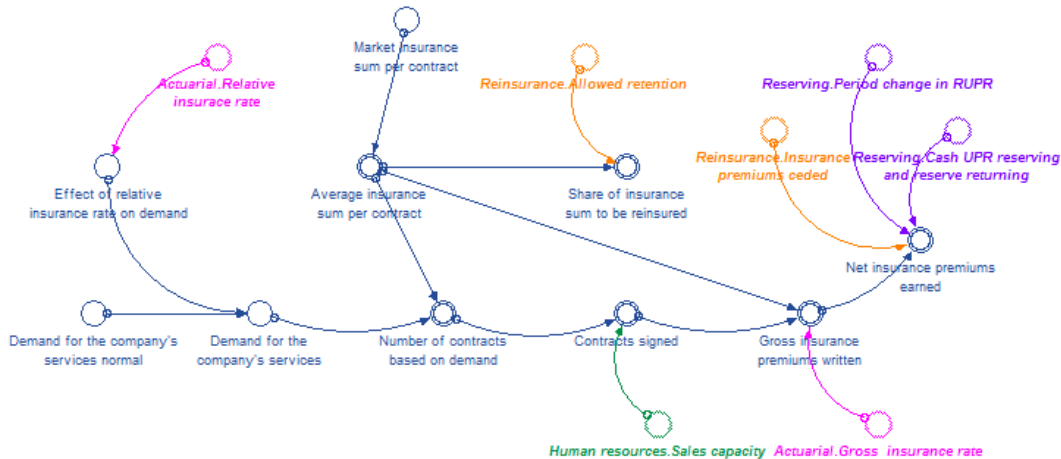 Market insurance
sum per contract
Actuarial.Relative
insurace rate
Reinsurance.Allowed retention
Reserving.Period change in RUPR
Reinsurance.Insurance
premiums ceded
Reserving.Cash UPR reserving
and reserve returning
Effect of relative
insurance rate on demand
Average insurance
sum per contract
Share of insurance
sum to be reinsured
Net insurance premiums
earned
Demand for the company's
services normal
Demand for the
company's services
Number of contracts
based on demand
Contracts signed
Gross insurance
premiums written
Human resources.Sales capacity
Actuarial.Gross insurance rate